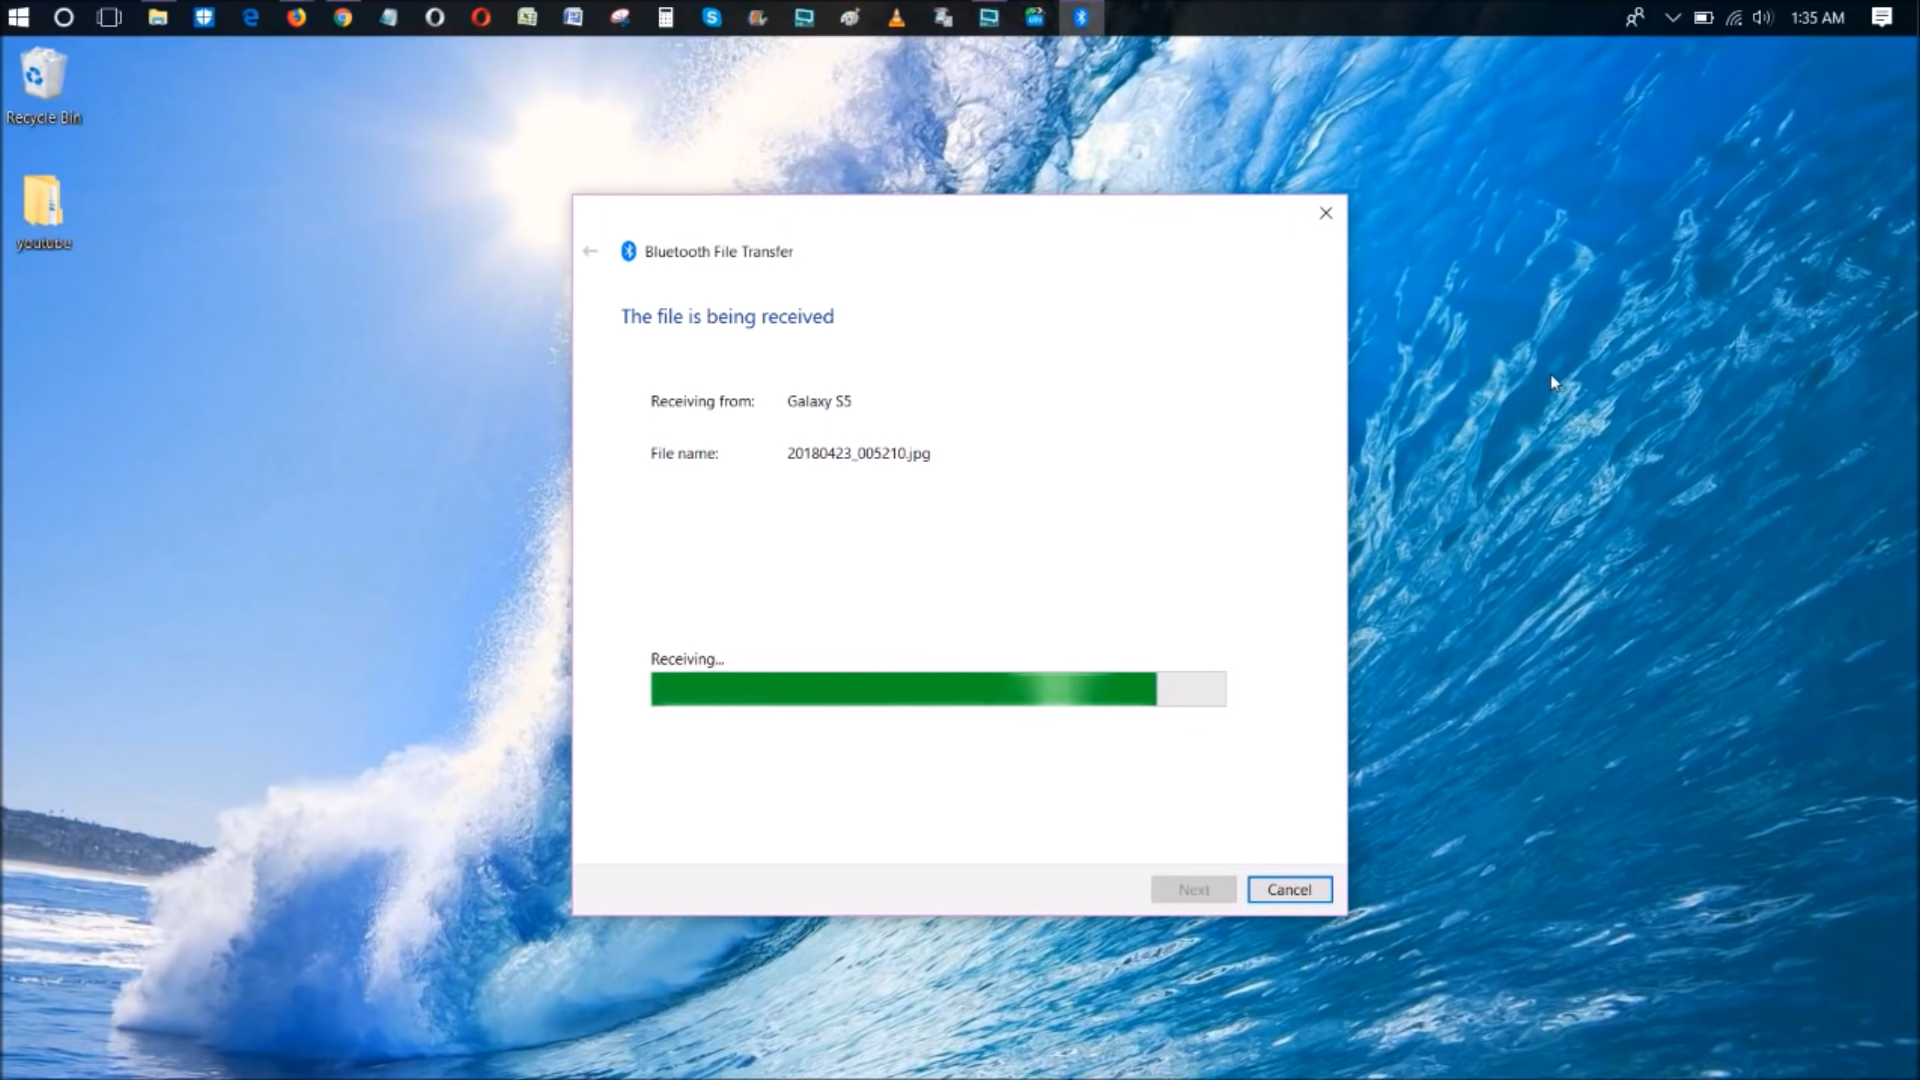 1:35 AM
Recycle Bin
youtube
Bluetooth File Transfer
The file is being received
Receiving from: Galaxy S5
File name: 20180423_005210.jpg
Receiving...
Next Cancel